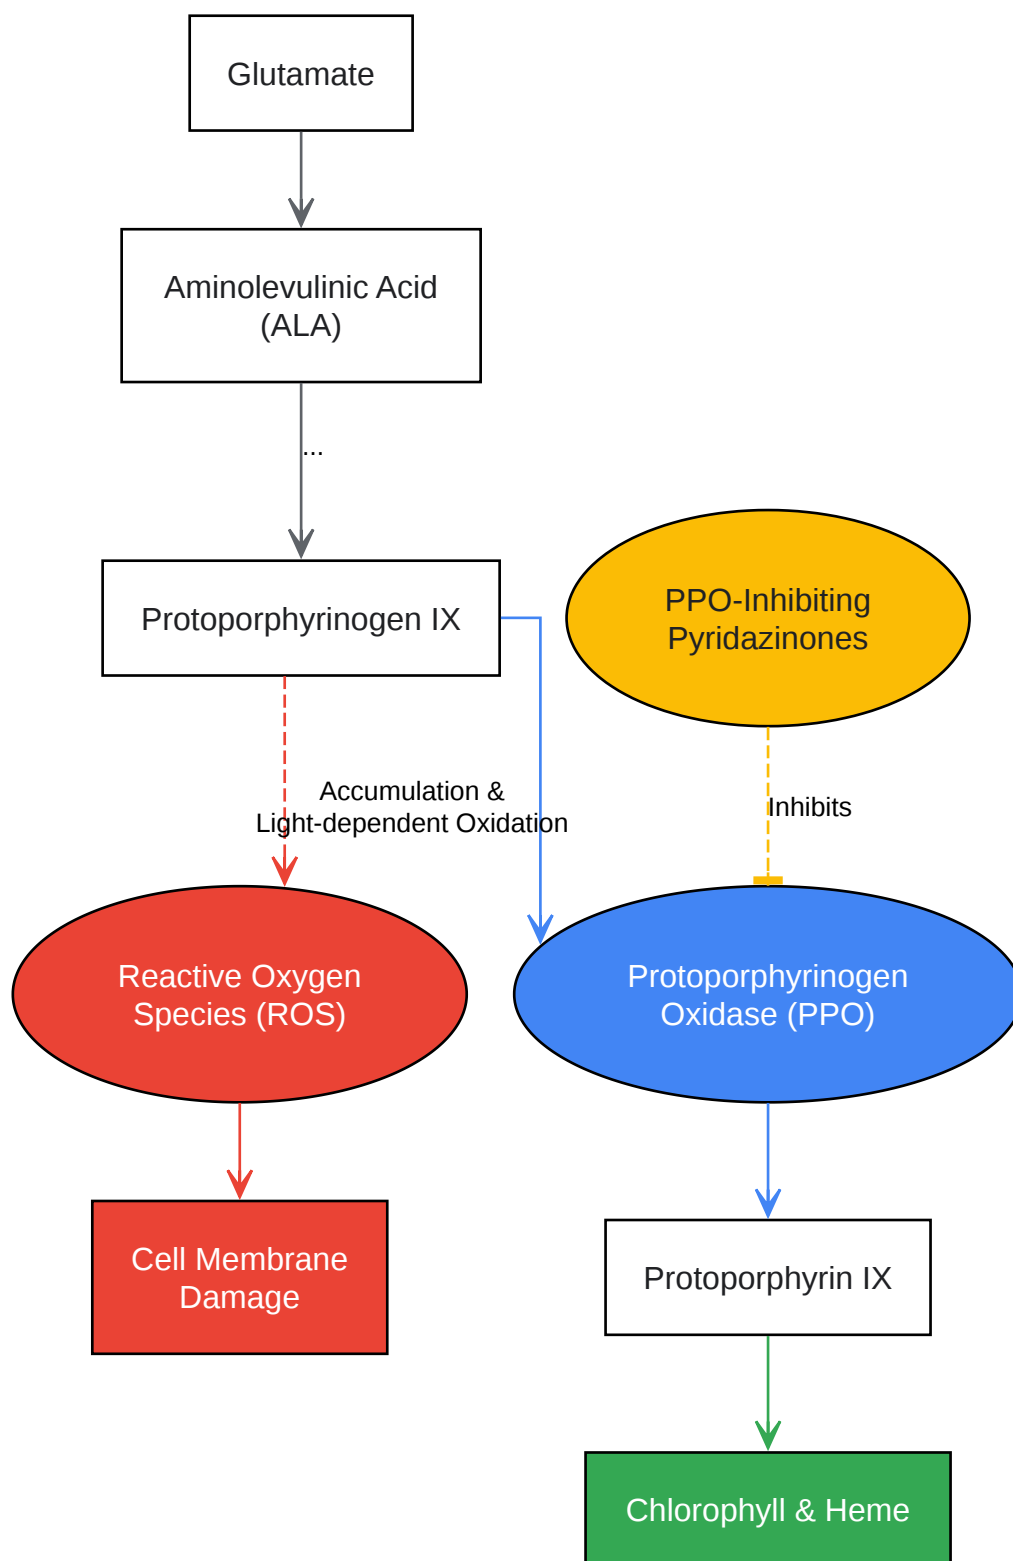 Glutamate
Aminolevulinic Acid
(ALA)
...
Protoporphyrinogen IX
PPO-Inhibiting
Pyridazinones
Accumulation &
Light-dependent Oxidation
Inhibits
Reactive Oxygen
Species (ROS)
Protoporphyrinogen
Oxidase (PPO)
Cell Membrane
Damage
Protoporphyrin IX
Chlorophyll & Heme